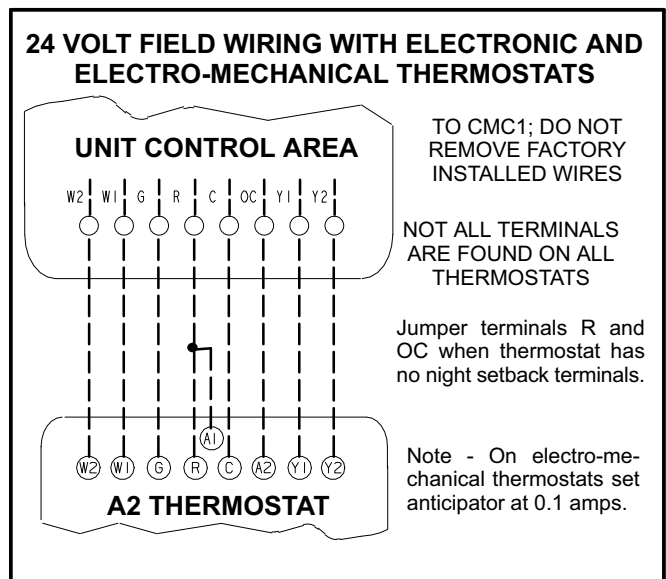 24 VOLT FIELD WIRING WITH ELECTRONIC AND
ELECTRO-MECHANICAL THERMOSTATS
UNIT CONTROL AREA
W2 W1 G R C OC Y1 Y2
TO CMC1; DO NOT
REMOVE FACTORY
INSTALLED WIRES
NOT ALL TERMINALS
ARE FOUND ON ALL
THERMOSTATS
Jumper terminals R and
OC when thermostat has
no night setback terminals.
A1
W2 W1 G R C A2 Y1 Y2
A2 THERMOSTAT
Note - On electro-me-
chanical thermostats set
anticipator at 0.1 amps.